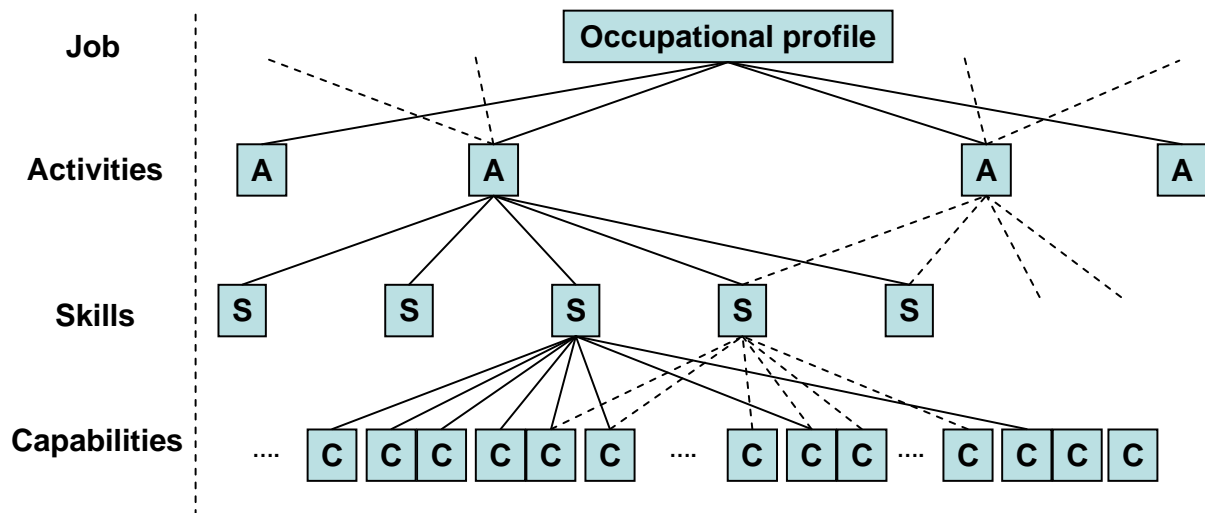 Job
Occupational profile
Activities
A A A A
Skills
S S S S S
Capabilities
.... C C C C C C .... C C C .... C C C C